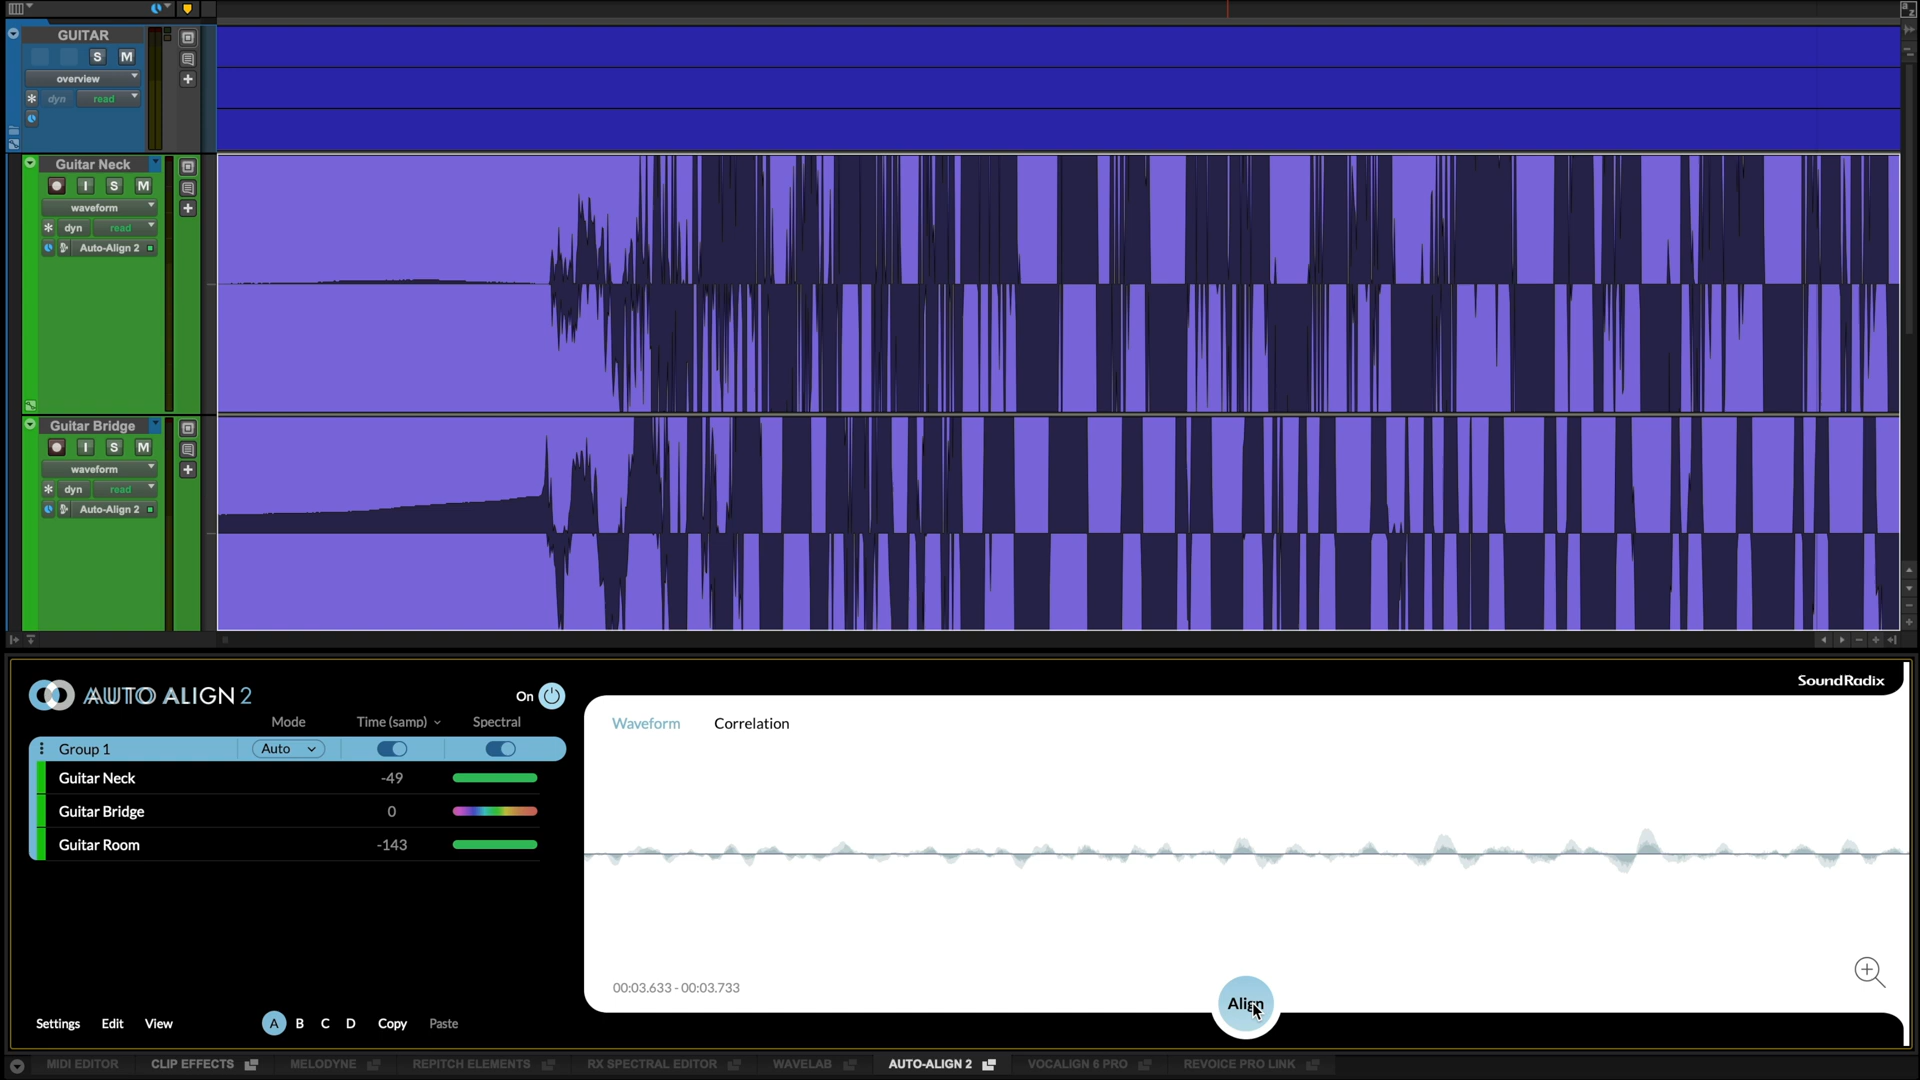 GUITAR
S M
overview
dyn read
Guitar Neck
I S M
waveform
dyn read
Auto-Align 2
Guitar Bridge
I S M
waveform
dyn read
Auto-Align 2
AUTO ALIGN 2
On
SoundRadix
Mode Time (samp) Spectral
Group 1 Auto
Guitar Neck -49
Guitar Bridge 0
Guitar Room -143
Waveform Correlation
00:03.633 - 00:03.733
Align
Settings Edit View A B C D Copy Paste
MIDI EDITOR CLIP EFFECTS MELODYNE REPITCH ELEMENTS RX SPECTRAL EDITOR WAVELAB AUTO-ALIGN 2 VOCALIGN 6 PRO REVOICE PRO LINK